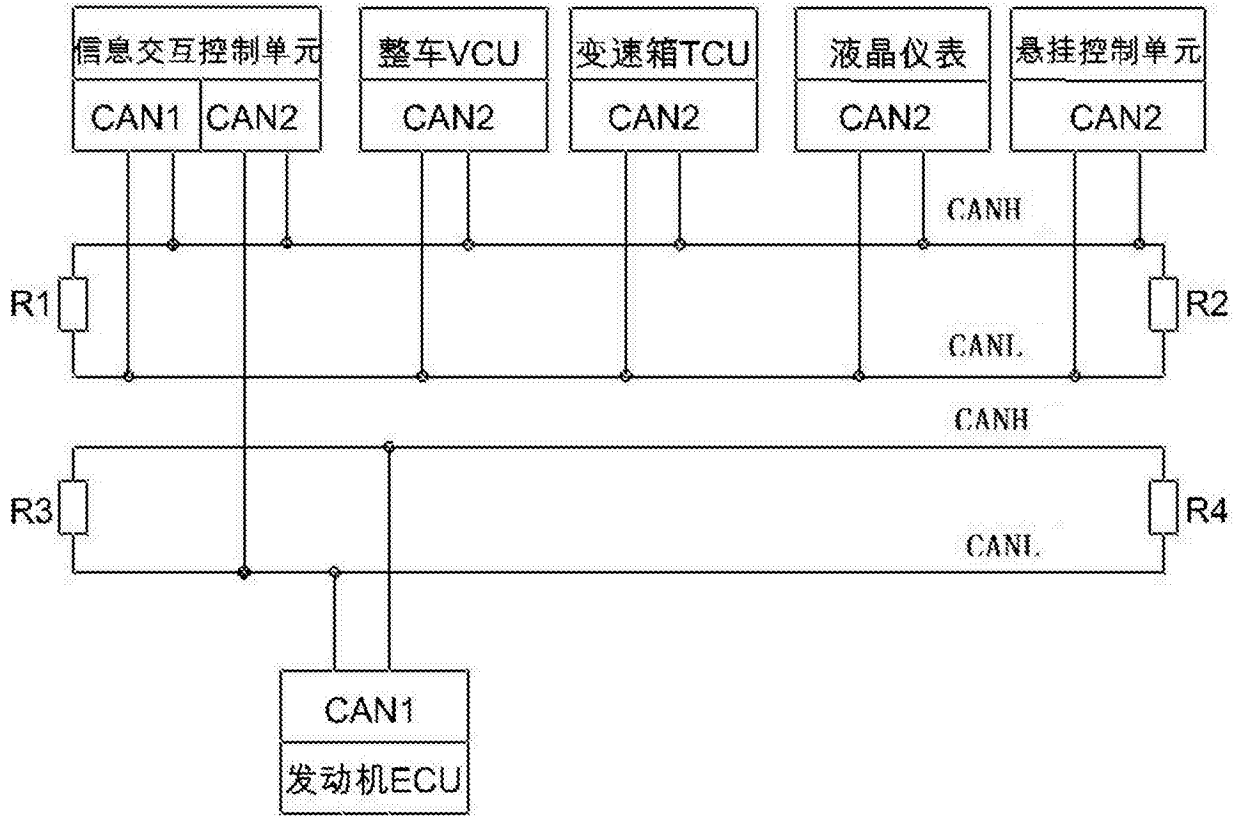 信息交互控制单元
CAN1 CAN2
整车VCU
CAN2
变速箱TCU
CAN2
液晶仪表
CAN2
悬挂控制单元
CAN2
CANH
R1
R2
CANL
CANH
R3
R4
CANL
CAN1
发动机ECU